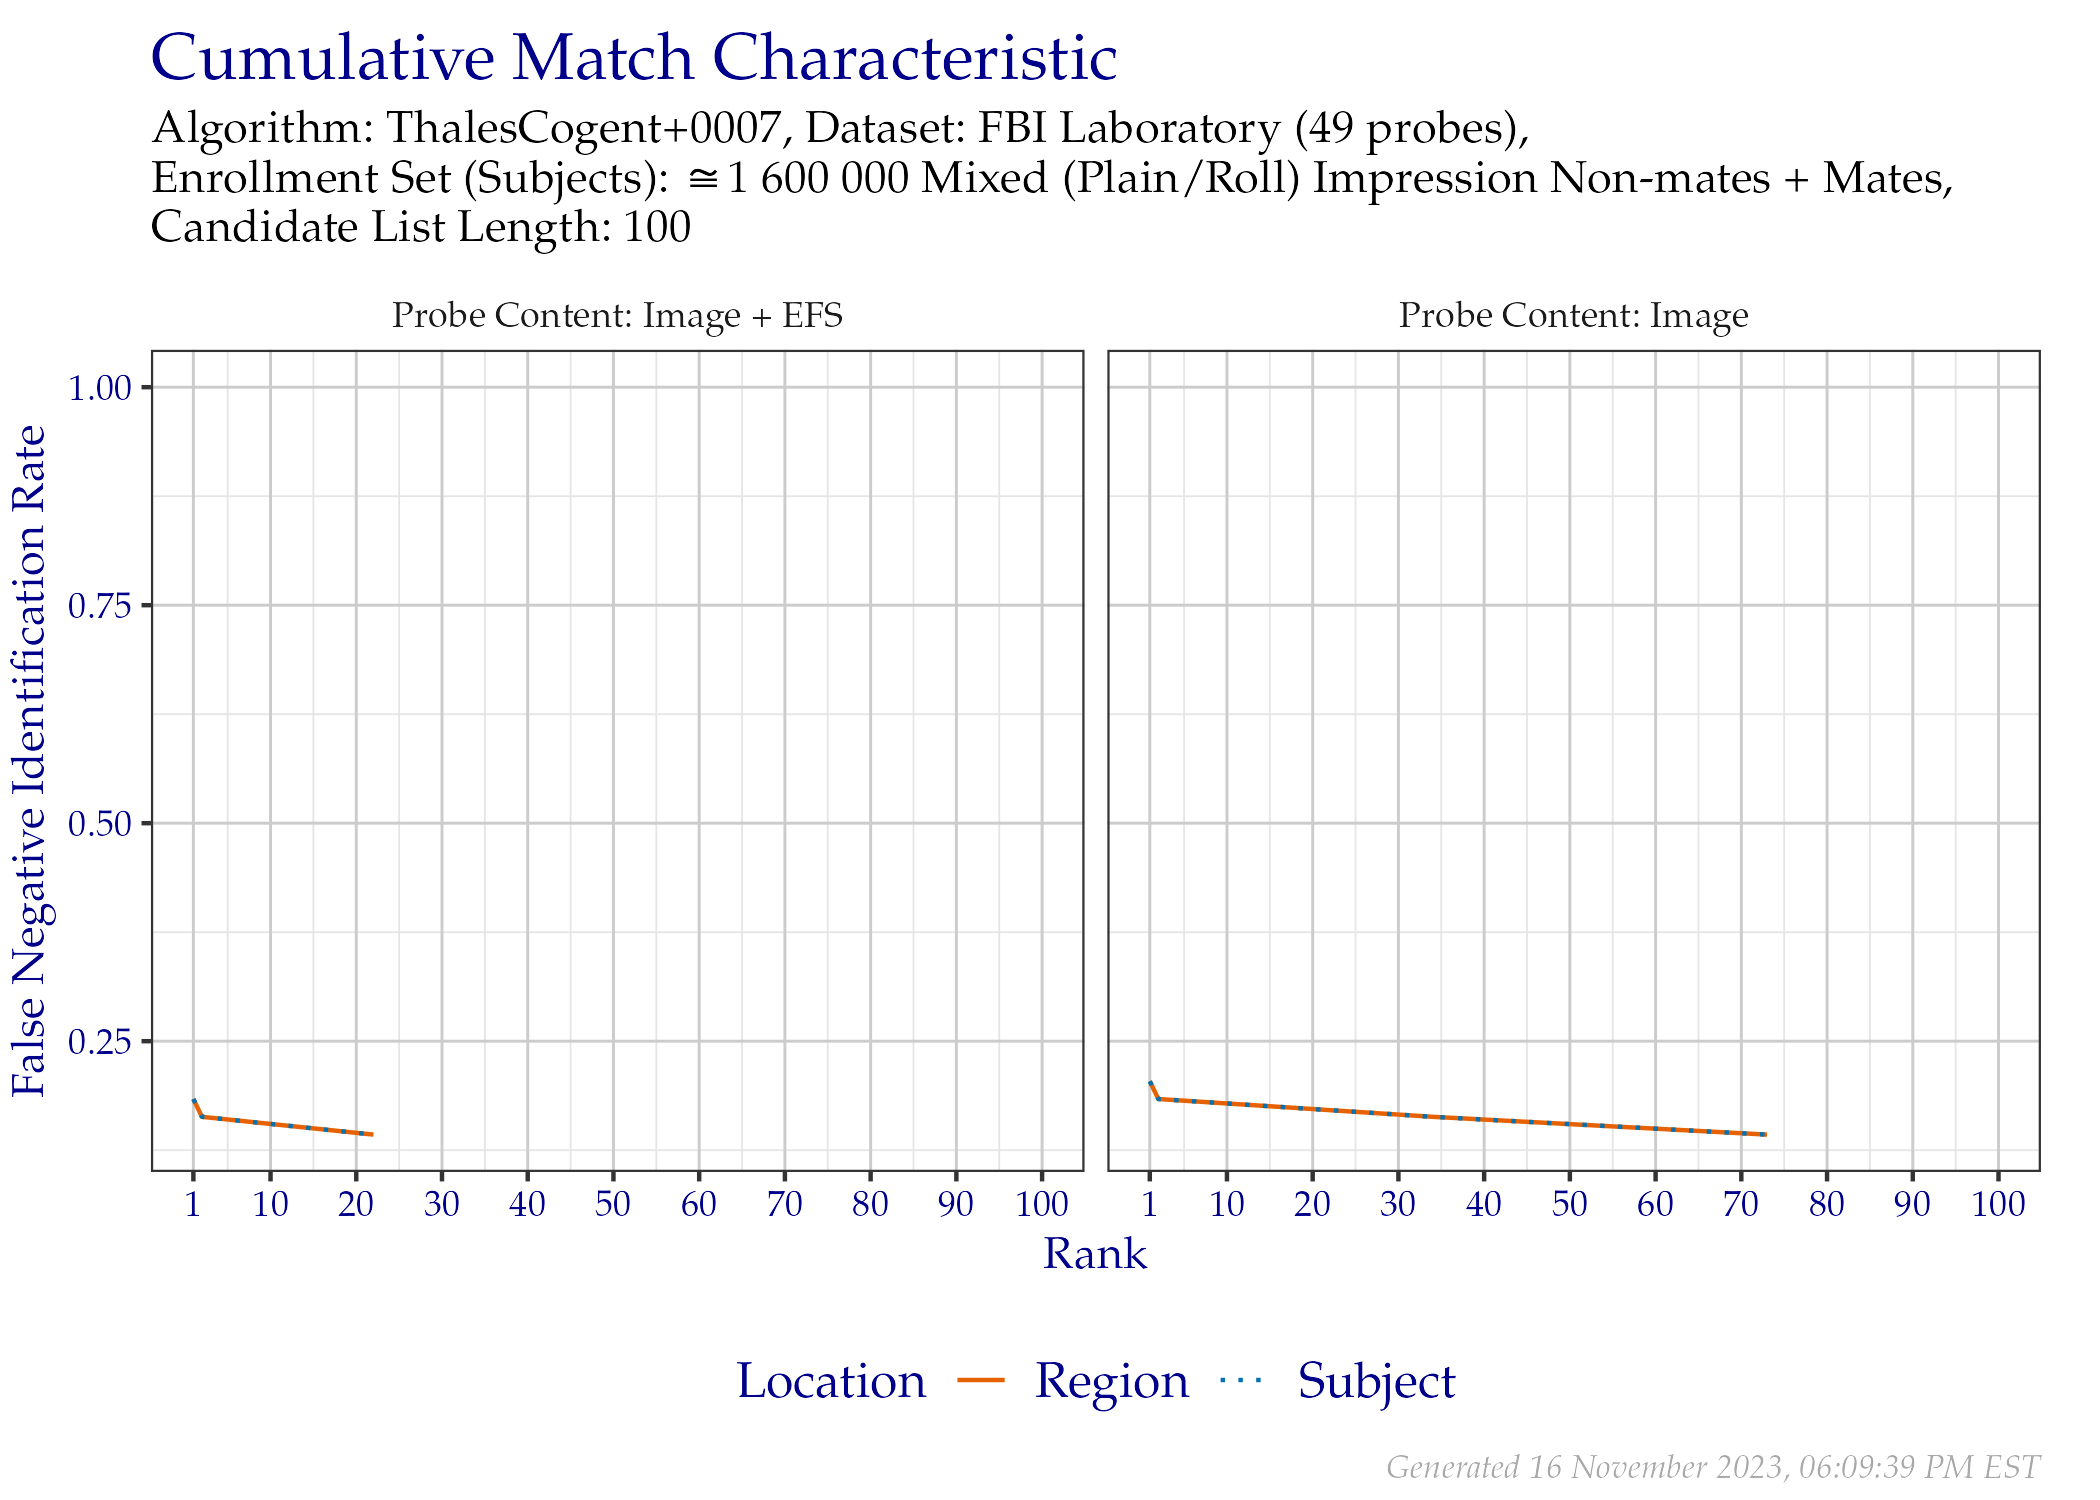 Cumulative Match Characteristic
Algorithm: ThalesCogent+0007, Dataset: FBI Laboratory (49 probes),
Enrollment Set (Subjects): ≅ 1 600 000 Mixed (Plain/Roll) Impression Non-mates + Mates,
Candidate List Length: 100
Probe Content: Image + EFS
Probe Content: Image
False Negative Identification Rate
1.00
0.75
0.50
0.25
1 10 20 30 40 50 60 70 80 90 100
1 10 20 30 40 50 60 70 80 90 100
Rank
Location Region Subject
Generated 16 November 2023, 06:09:39 PM EST